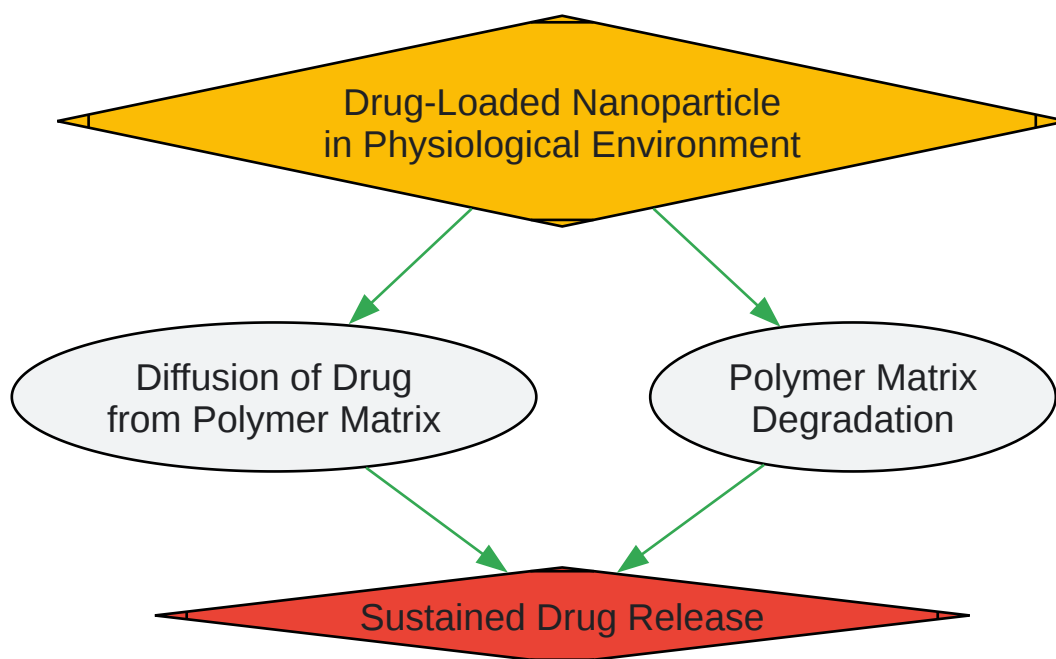 Drug-Loaded Nanoparticle
in Physiological Environment
Diffusion of Drug
from Polymer Matrix
Polymer Matrix
Degradation
Sustained Drug Release